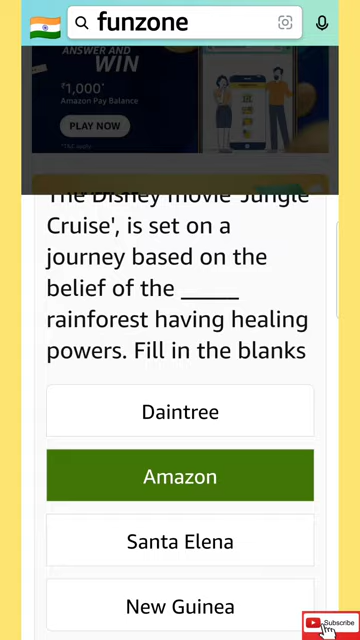 funzone
ANSWER AND
WIN
₹1,000*
Amazon Pay Balance
PLAY NOW
The Disney movie 'Jungle
Cruise', is set on a
journey based on the
belief of the _____
rainforest having healing
powers. Fill in the blanks
Daintree
Amazon
Santa Elena
New Guinea
Subscribe